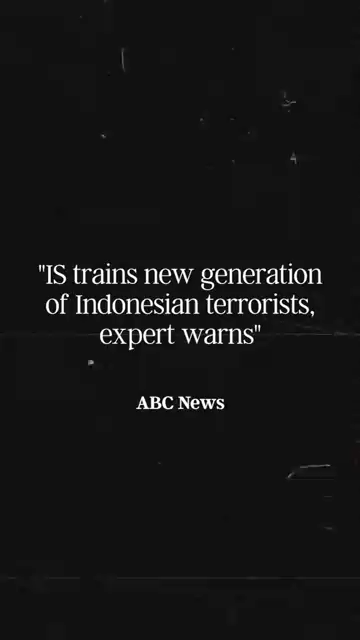 "IS trains new generation
of Indonesian terrorists,
expert warns"
ABC News